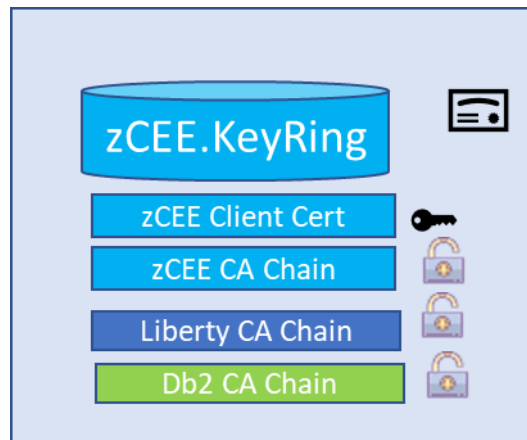 zCEE.KeyRing
zCEE Client Cert
zCEE CA Chain
Liberty CA Chain
Db2 CA Chain